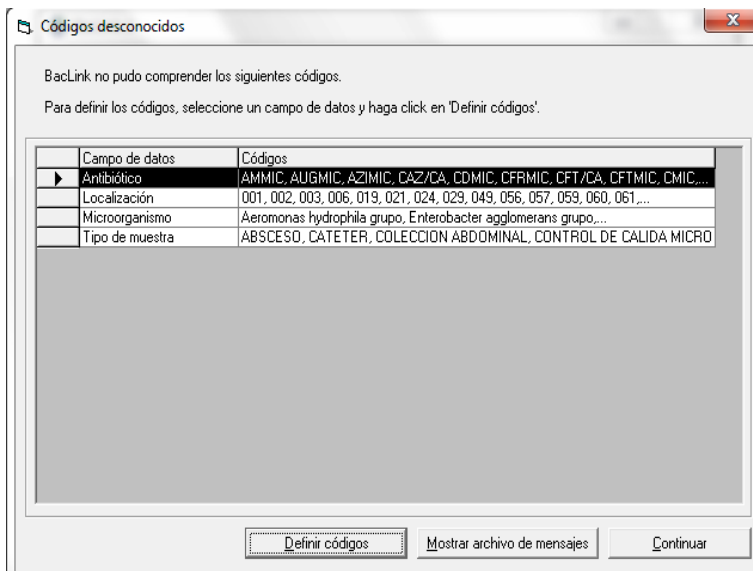 Códigos desconocidos
BacLink no pudo comprender los siguientes códigos.
Para definir los códigos, seleccione un campo de datos y haga click en 'Definir códigos'.
Campo de datos Códigos
Antibiótico AMMIC, AUGMIC, AZIMIC, CAZ/CA, CDMIC, CFRMIC, CFT/CA, CFTMIC, CMIC,...
Localización 001, 002, 003, 006, 019, 021, 024, 029, 049, 056, 057, 059, 060, 061,...
Microorganismo Aeromonas hydrophila grupo, Enterobacter agglomerans grupo,...
Tipo de muestra ABSCESO, CATETER, COLECCION ABDOMINAL, CONTROL DE CALIDA MICRO
Definir códigos Mostrar archivo de mensajes Continuar